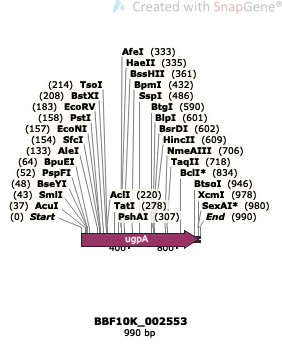 Created with SnapGene®
AfeI (333)
HaeII (335)
BssHII (361)
(214) TsoI BpmI (432)
(208) BstXI SspI (486)
(183) EcoRV BtgI (590)
(158) PstI BlpI (601)
(157) EcoNI BsrDI (602)
(154) SfcI HincII (609)
(133) AleI NmeAIII (706)
(64) BpuEI TaqII (718)
(52) PspFI BclI* (834)
(48) BseYI AclI (220) BtsαI (946)
(43) SmlI TatI (278) XcmI (978)
(37) AcuI PshAI (307) SexAI* (980)
(0) Start End (990)
ugpA
400 800
BBF10K_002553
990 bp